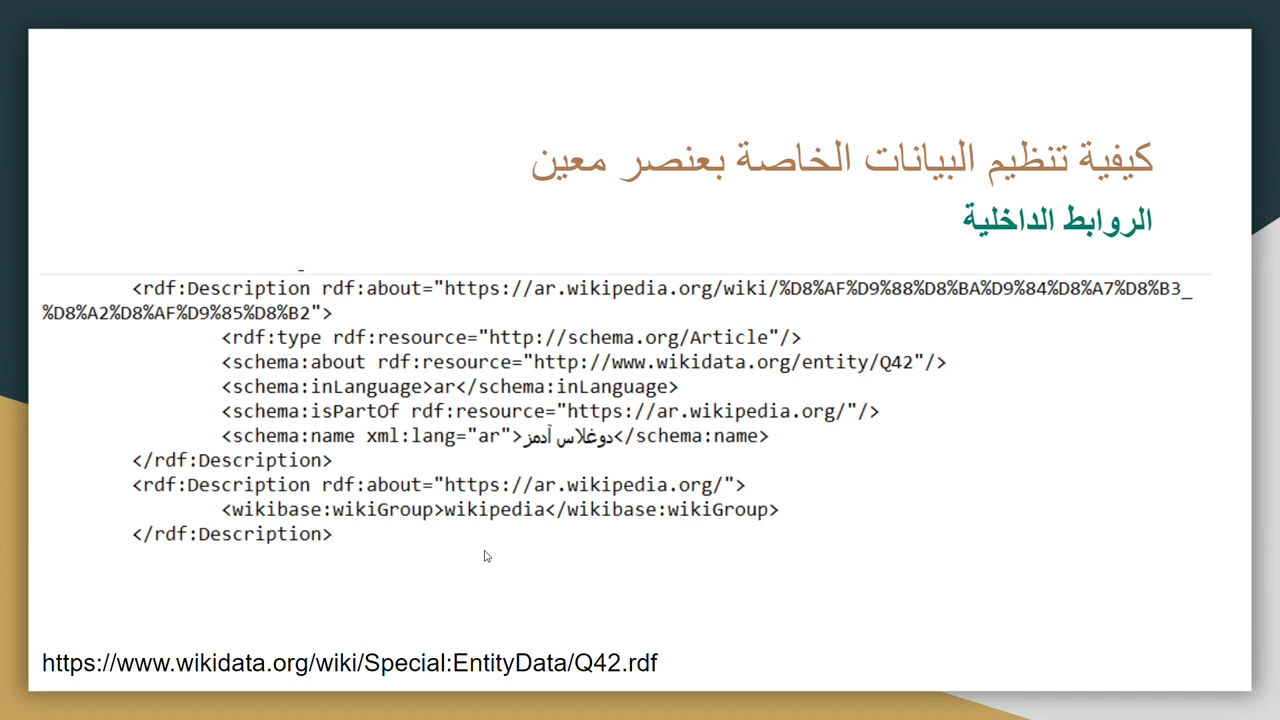 كيفية تنظيم البيانات الخاصة بعنصر معين
الروابط الداخلية
<rdf:Description rdf:about="https://ar.wikipedia.org/wiki/%D8%AF%D9%88%D8%BA%D9%84%D8%A7%D8%B3_
%D8%A2%D8%AF%D9%85%D8%B2">
<rdf:type rdf:resource="http://schema.org/Article"/>
<schema:about rdf:resource="http://www.wikidata.org/entity/Q42"/>
<schema:inLanguage>ar</schema:inLanguage>
<schema:isPartOf rdf:resource="https://ar.wikipedia.org/"/>
<schema:name xml:lang="ar">دوغلاس آدمز</schema:name>
</rdf:Description>
<rdf:Description rdf:about="https://ar.wikipedia.org/">
<wikibase:wikiGroup>wikipedia</wikibase:wikiGroup>
</rdf:Description>
https://www.wikidata.org/wiki/Special:EntityData/Q42.rdf